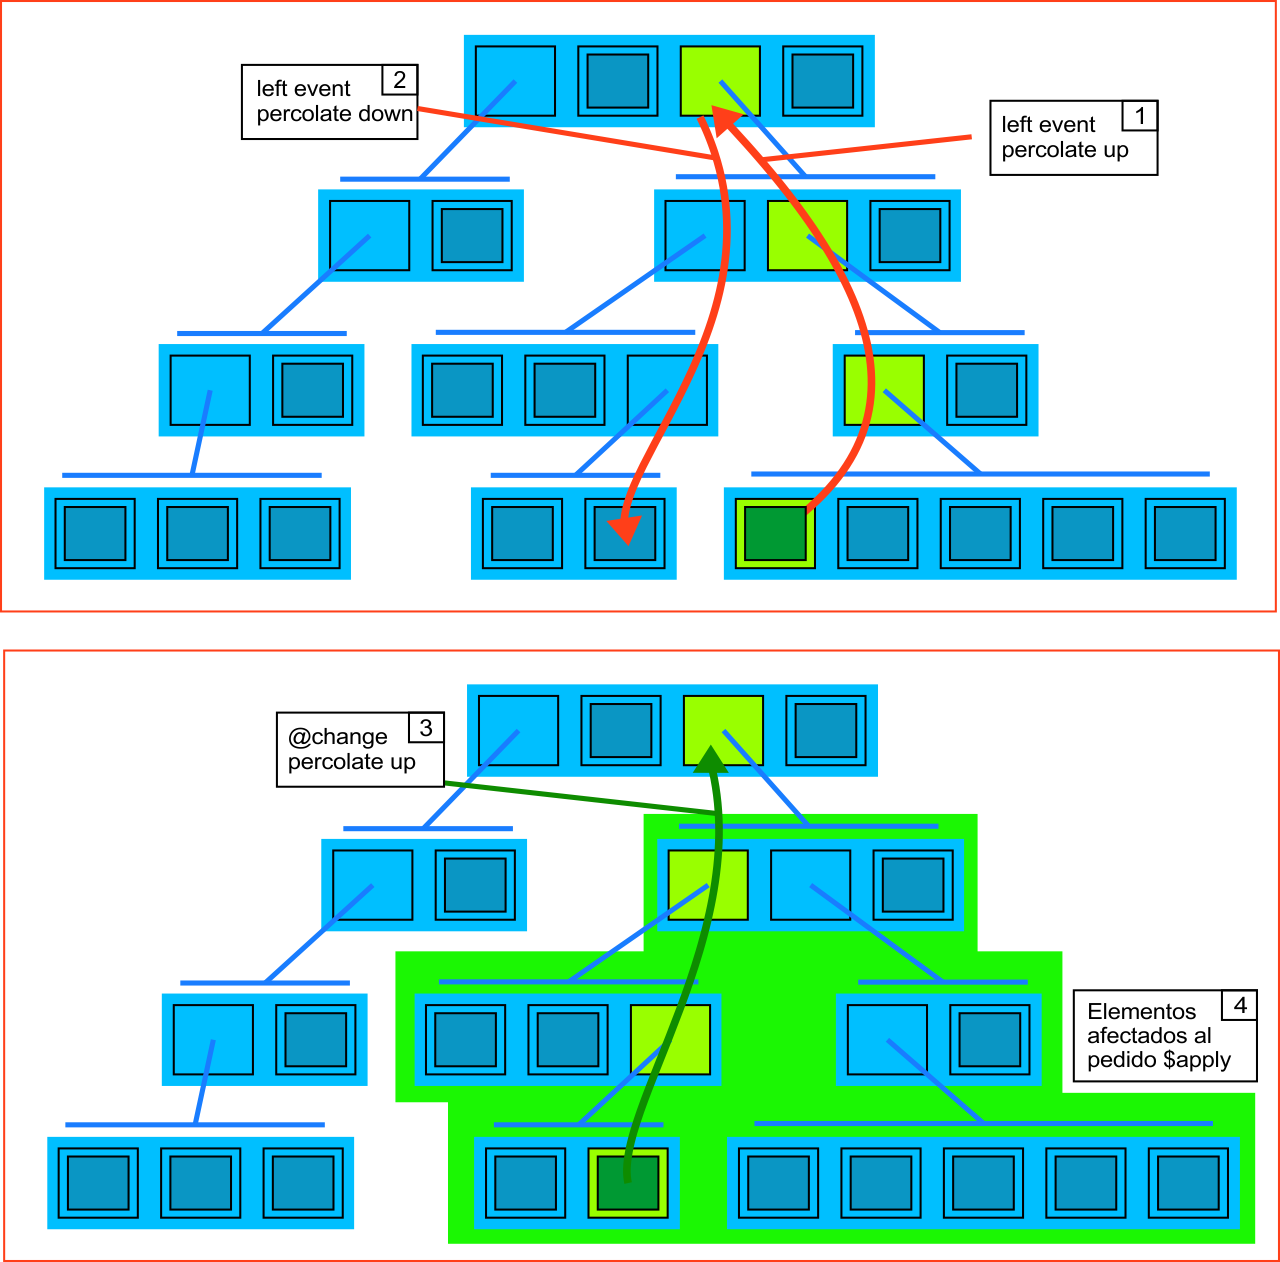 2
left event
percolate down
1
left event
percolate up
3
@change
percolate up
4
Elementos
afectados al
pedido $apply